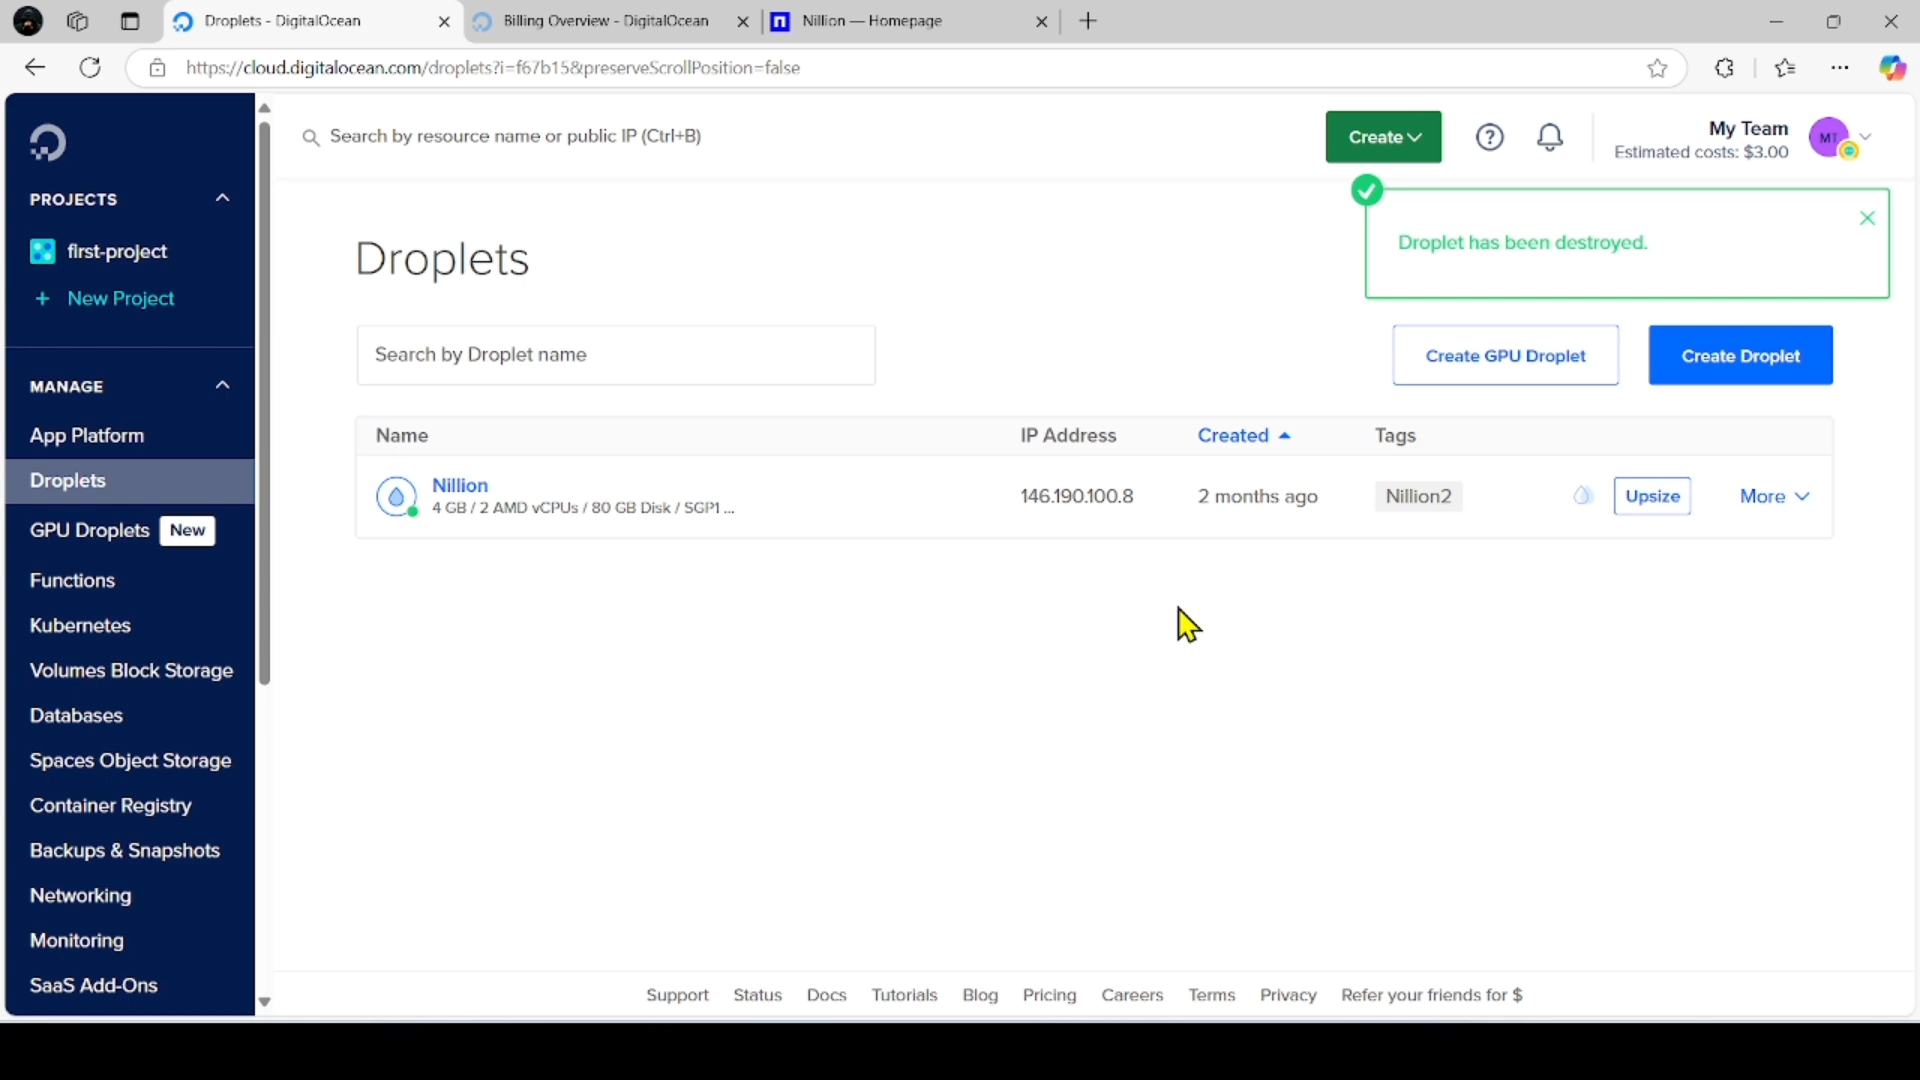 Droplets - DigitalOcean
Billing Overview - DigitalOcean
Nillion — Homepage
https://cloud.digitalocean.com/droplets?i=f67b15&preserveScrollPosition=false
Search by resource name or public IP (Ctrl+B)
Create
My Team
Estimated costs: $3.00
MT
PROJECTS
first-project
+ New Project
MANAGE
App Platform
Droplets
GPU Droplets New
Functions
Kubernetes
Volumes Block Storage
Databases
Spaces Object Storage
Container Registry
Backups & Snapshots
Networking
Monitoring
SaaS Add-Ons
Droplet has been destroyed.
Droplets
Search by Droplet name
Create GPU Droplet
Create Droplet
Name IP Address Created Tags
Nillion
4 GB / 2 AMD vCPUs / 80 GB Disk / SGP1 ...
146.190.100.8 2 months ago Nillion2 Upsize More
Support Status Docs Tutorials Blog Pricing Careers Terms Privacy Refer your friends for $